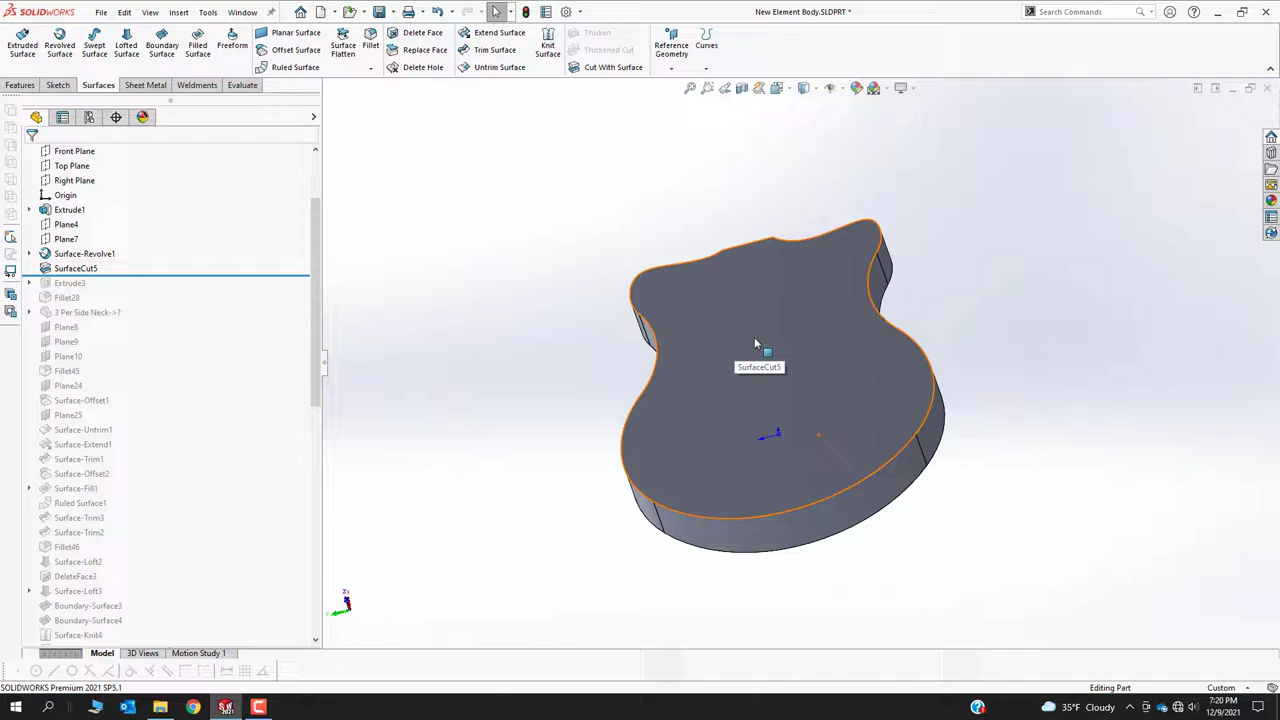 SOLIDWORKS
File
Edit
View
Insert
Tools
Window
New Element Body.SLDPRT *
Search Commands
Extruded Surface
Revolved Surface
Swept Surface
Lofted Surface
Boundary Surface
Filled Surface
Freeform
Planar Surface
Offset Surface
Ruled Surface
Surface Flatten
Fillet
Delete Face
Replace Face
Delete Hole
Extend Surface
Trim Surface
Untrim Surface
Knit Surface
Thicken
Thickened Cut
Cut With Surface
Reference Geometry
Curves
Features
Sketch
Surfaces
Sheet Metal
Weldments
Evaluate
Front Plane
Top Plane
Right Plane
Origin
Extrude1
Plane4
Plane7
Surface-Revolve1
SurfaceCut5
Extrude3
Fillet28
3 Per Side Neck->?
Plane8
Plane9
Plane10
Fillet45
Plane24
Surface-Offset1
Plane25
Surface-Untrim1
Surface-Extend1
Surface-Trim1
Surface-Offset2
Surface-Fill1
Ruled Surface1
Surface-Trim3
Surface-Trim2
Fillet46
Surface-Loft2
DeleteFace3
Surface-Loft3
Boundary-Surface3
Boundary-Surface4
Surface-Knit4
SurfaceCut5
Model
3D Views
Motion Study 1
SOLIDWORKS Premium 2021 SP5.1
Editing Part
Custom
35°F Cloudy
7:20 PM
12/9/2021